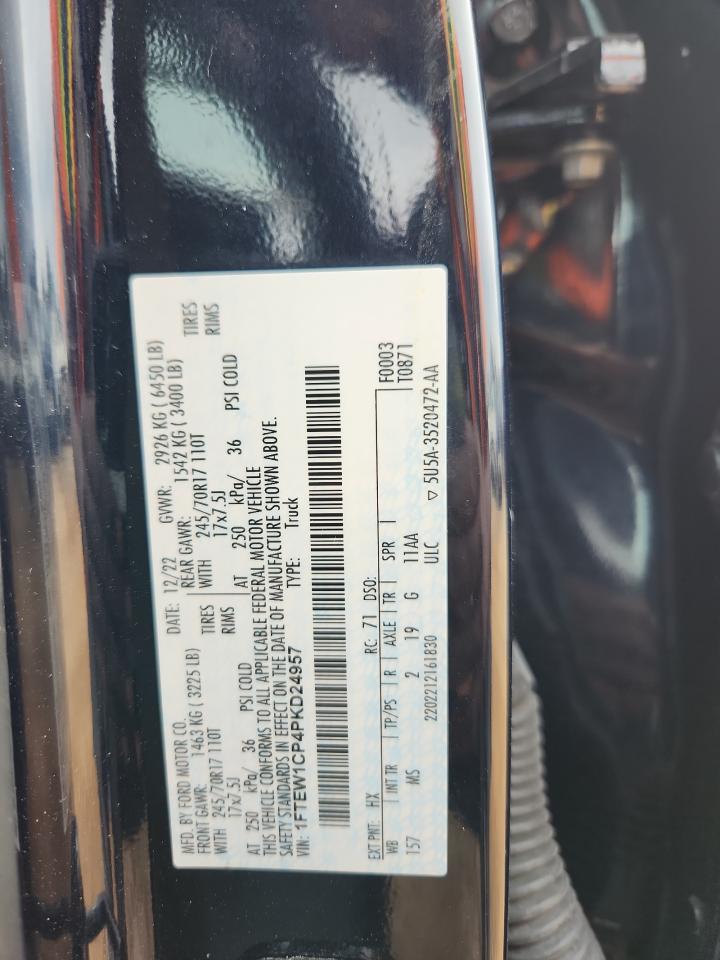 MFD. BY FORD MOTOR CO. DATE: 12/22 GVWR: 2926 KG ( 6450 LB)
FRONT GAWR: 1463 KG ( 3225 LB) REAR GAWR: 1542 KG ( 3400 LB)
WITH 245/70R17 110T TIRES WITH 245/70R17 110T TIRES
17x7.5J RIMS 17x7.5J RIMS
AT 250 kPa/ 36 PSI COLD AT 250 kPa/ 36 PSI COLD
THIS VEHICLE CONFORMS TO ALL APPLICABLE FEDERAL MOTOR VEHICLE
SAFETY STANDARDS IN EFFECT ON THE DATE OF MANUFACTURE SHOWN ABOVE.
VIN: 1FTEW1CP4PKD24957 TYPE: Truck
EXT PNT: HX RC: 71 DSO: F0003
WB INT TR TP/PS R AXLE TR SPR T0871
157 MS 2 19 G 11AA
2202212161830 ULC ▽ 5U5A-3520472-AA